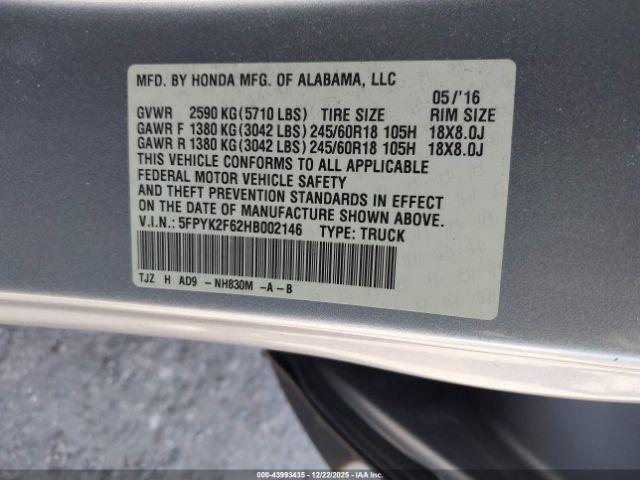 MFD. BY HONDA MFG. OF ALABAMA, LLC
05/'16
GVWR 2590 KG(5710 LBS) TIRE SIZE RIM SIZE
GAWR F 1380 KG(3042 LBS) 245/60R18 105H 18X8.0J
GAWR R 1380 KG(3042 LBS) 245/60R18 105H 18X8.0J
THIS VEHICLE CONFORMS TO ALL APPLICABLE
FEDERAL MOTOR VEHICLE SAFETY
AND THEFT PREVENTION STANDARDS IN EFFECT
ON THE DATE OF MANUFACTURE SHOWN ABOVE.
V.I.N.: 5FPYK2F62HB002146 TYPE: TRUCK
TJZ H AD9 -NH830M -A-B
000-43993435 - 12/22/2025 - IAAI.COM